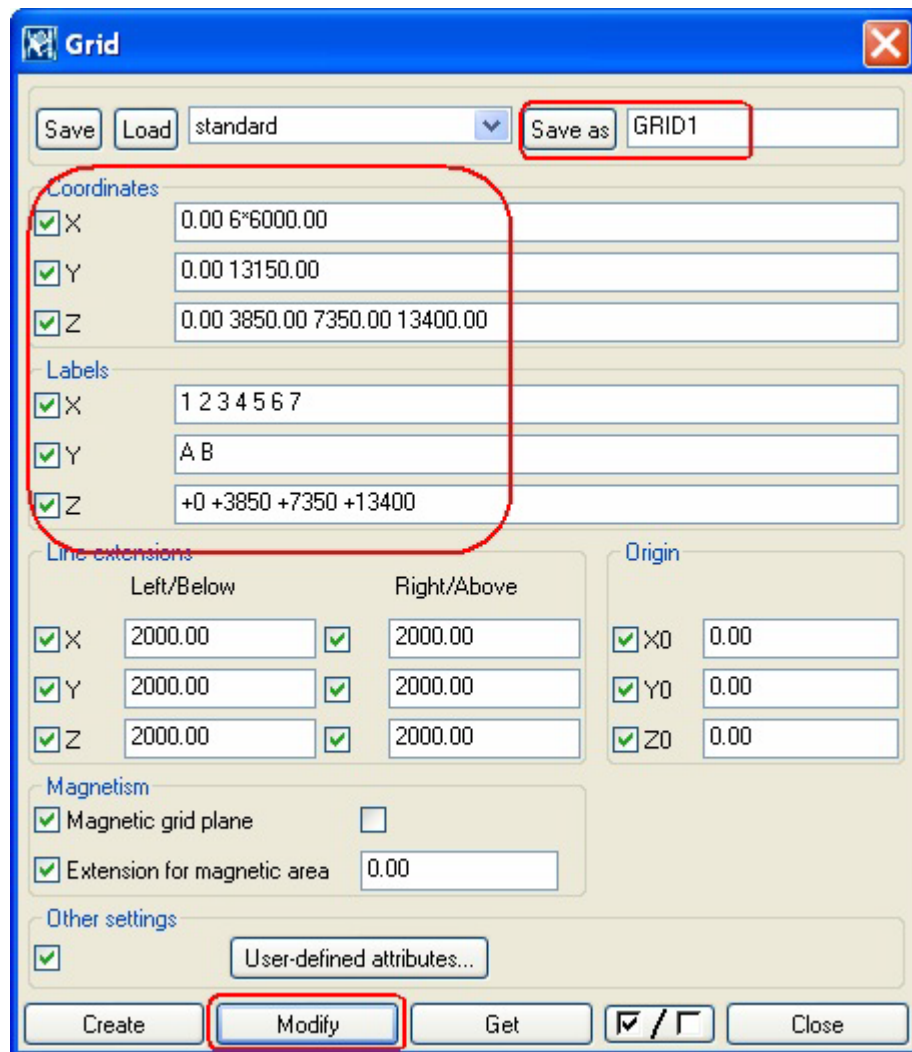 Grid
Save Load standard Save as GRID1
Coordinates
X 0.00 6*6000.00
Y 0.00 13150.00
Z 0.00 3850.00 7350.00 13400.00
Labels
X 1 2 3 4 5 6 7
Y A B
Z +0 +3850 +7350 +13400
Line extensions Origin
Left/Below Right/Above
X 2000.00 2000.00 X0 0.00
Y 2000.00 2000.00 Y0 0.00
Z 2000.00 2000.00 Z0 0.00
Magnetism
Magnetic grid plane
Extension for magnetic area 0.00
Other settings
User-defined attributes...
Create Modify Get / Close